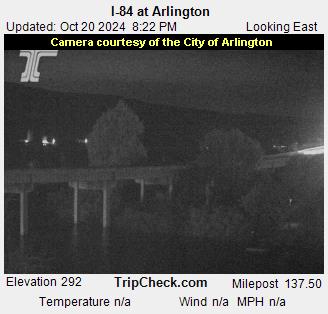 I-84 at Arlington
Updated: Oct 20 2024 8:22 PM Looking East
Camera courtesy of the City of Arlington
Elevation 292 TripCheck.com Milepost 137.50
Temperature n/a Wind n/a MPH n/a